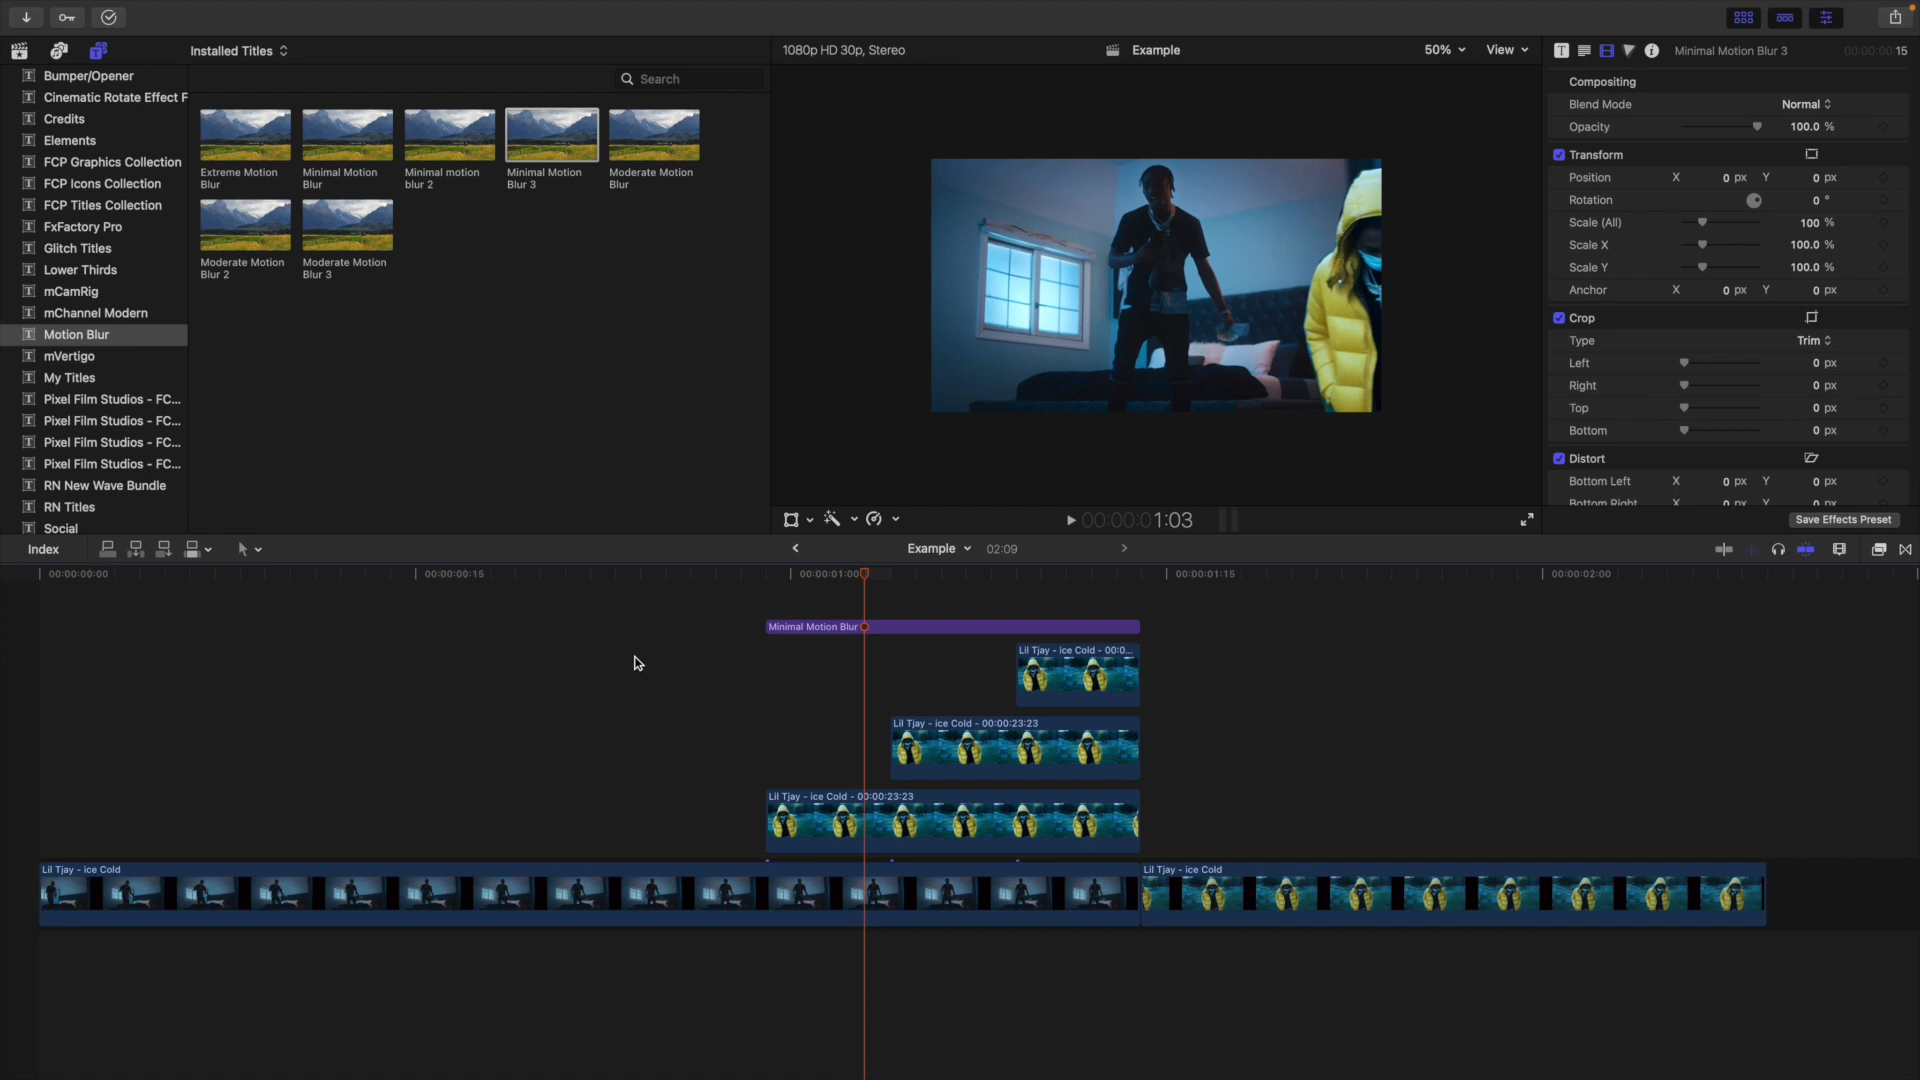 Installed Titles
1080p HD 30p, Stereo
Example
50%
View
Minimal Motion Blur 3
00:00:00:15
Bumper/Opener
Cinematic Rotate Effect F
Credits
Elements
FCP Graphics Collection
FCP Icons Collection
FCP Titles Collection
FxFactory Pro
Glitch Titles
Lower Thirds
mCamRig
mChannel Modern
Motion Blur
mVertigo
My Titles
Pixel Film Studios - FC...
Pixel Film Studios - FC...
Pixel Film Studios - FC...
Pixel Film Studios - FC...
RN New Wave Bundle
RN Titles
Social
Search
Extreme Motion
Blur
Minimal Motion
Blur
Minimal motion
blur 2
Minimal Motion
Blur 3
Moderate Motion
Blur
Moderate Motion
Blur 2
Moderate Motion
Blur 3
00:00:00:01:03
Compositing
Blend Mode Normal
Opacity 100.0 %
Transform
Position X 0 px Y 0 px
Rotation 0 °
Scale (All) 100 %
Scale X 100.0 %
Scale Y 100.0 %
Anchor X 0 px Y 0 px
Crop
Type Trim
Left 0 px
Right 0 px
Top 0 px
Bottom 0 px
Distort
Bottom Left X 0 px Y 0 px
Bottom Right X 0 px Y 0 px
Save Effects Preset
Index
Example
02:09
00:00:00:00
00:00:00:15
00:00:01:00
00:00:01:15
00:00:02:00
Minimal Motion Blur
Lil Tjay - ice Cold - 00:0...
Lil Tjay - ice Cold - 00:00:23:23
Lil Tjay - ice Cold - 00:00:23:23
Lil Tjay - ice Cold
Lil Tjay - ice Cold